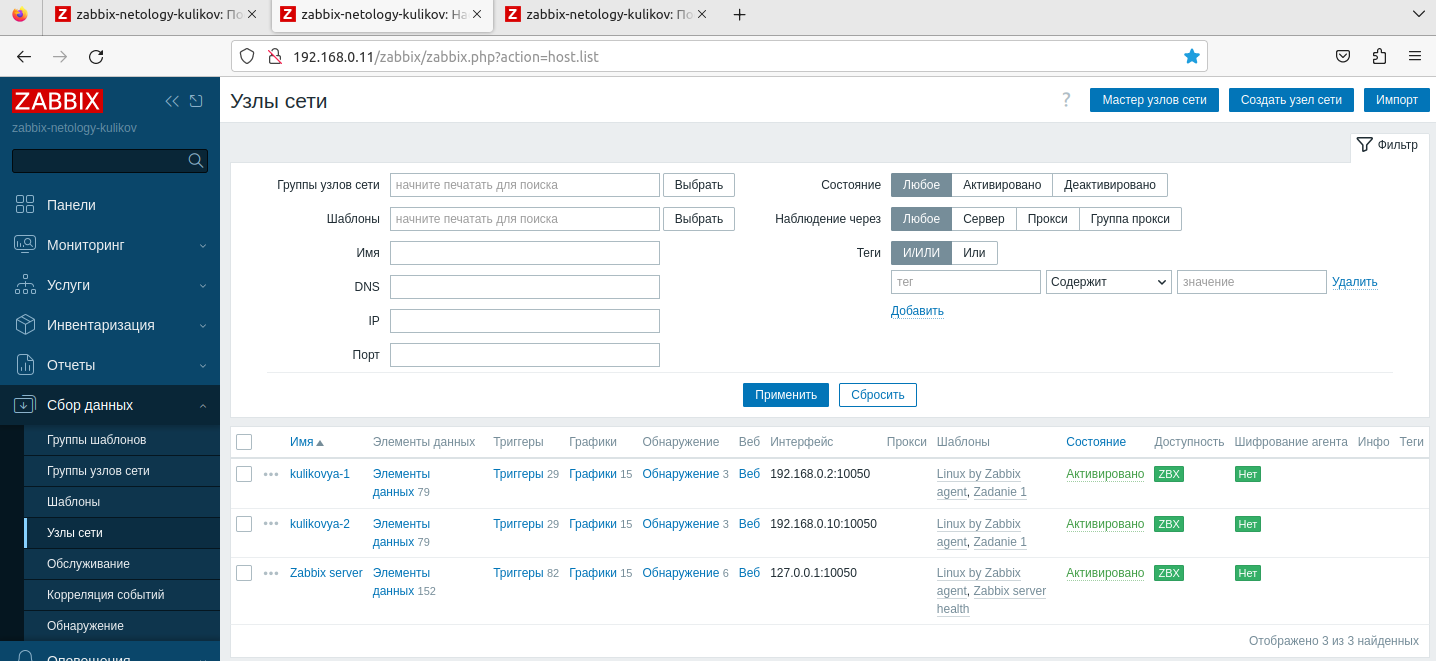 zabbix-netology-kulikov: По
zabbix-netology-kulikov: На
zabbix-netology-kulikov: По
192.168.0.11/zabbix/zabbix.php?action=host.list
ZABBIX
zabbix-netology-kulikov
Панели
Мониторинг
Услуги
Инвентаризация
Отчеты
Сбор данных
Группы шаблонов
Группы узлов сети
Шаблоны
Узлы сети
Обслуживание
Корреляция событий
Обнаружение
Оповещения
Узлы сети
? Мастер узлов сети Создать узел сети Импорт
Фильтр
Группы узлов сети начните печатать для поиска Выбрать
Шаблоны начните печатать для поиска Выбрать
Имя
DNS
IP
Порт
Состояние Любое Активировано Деактивировано
Наблюдение через Любое Сервер Прокси Группа прокси
Теги И/ИЛИ Или
тег Содержит значение Удалить
Добавить
Применить Сбросить
Имя Элементы данных Триггеры Графики Обнаружение Веб Интерфейс Прокси Шаблоны Состояние Доступность Шифрование агента Инфо Теги
kulikovya-1 Элементы Триггеры 29 Графики 15 Обнаружение 3 Веб 192.168.0.2:10050 Linux by Zabbix Активировано ZBX Нет
данных 79 agent, Zadanie 1
kulikovya-2 Элементы Триггеры 29 Графики 15 Обнаружение 3 Веб 192.168.0.10:10050 Linux by Zabbix Активировано ZBX Нет
данных 79 agent, Zadanie 1
Zabbix server Элементы Триггеры 82 Графики 15 Обнаружение 6 Веб 127.0.0.1:10050 Linux by Zabbix Активировано ZBX Нет
данных 152 agent, Zabbix server
health
Отображено 3 из 3 найденных